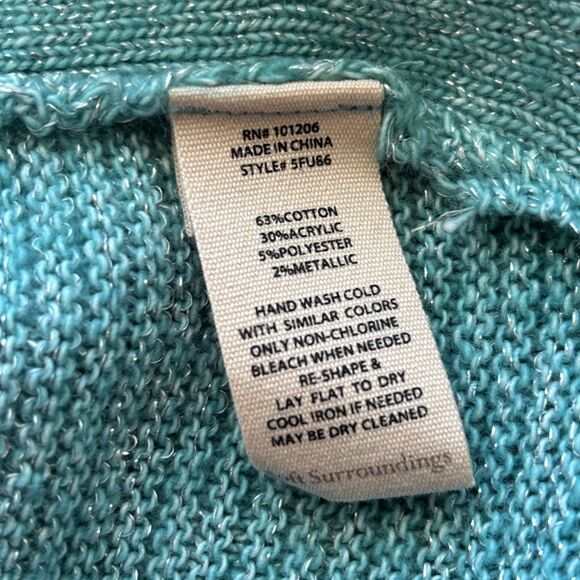 RN# 101206
MADE IN CHINA
STYLE# 5FU86
63%COTTON
30%ACRYLIC
5%POLYESTER
2%METALLIC
HAND WASH COLD
WITH SIMILAR COLORS
ONLY NON-CHLORINE
BLEACH WHEN NEEDED
RE-SHAPE &
LAY FLAT TO DRY
COOL IRON IF NEEDED
MAY BE DRY CLEANED
Surroundings